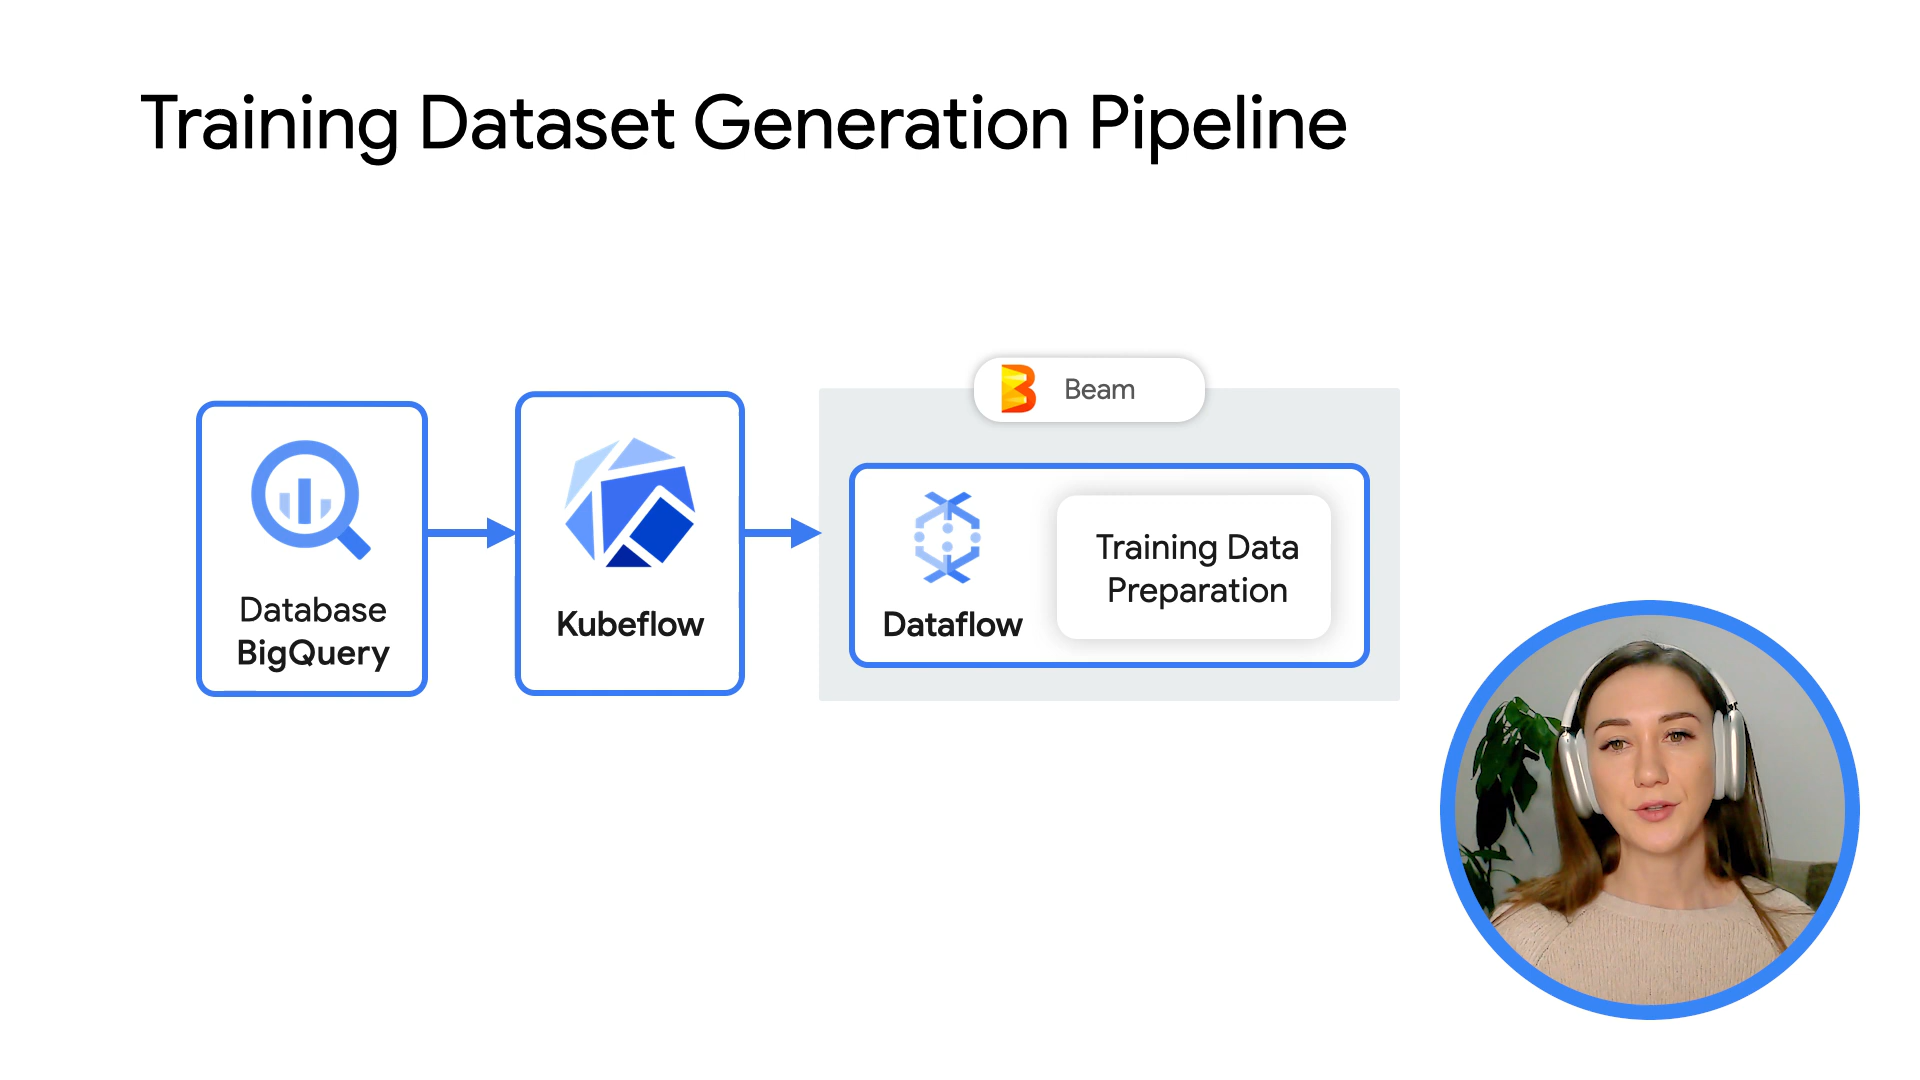 Training Dataset Generation Pipeline
Database
BigQuery
Kubeflow
Beam
Dataflow
Training Data
Preparation